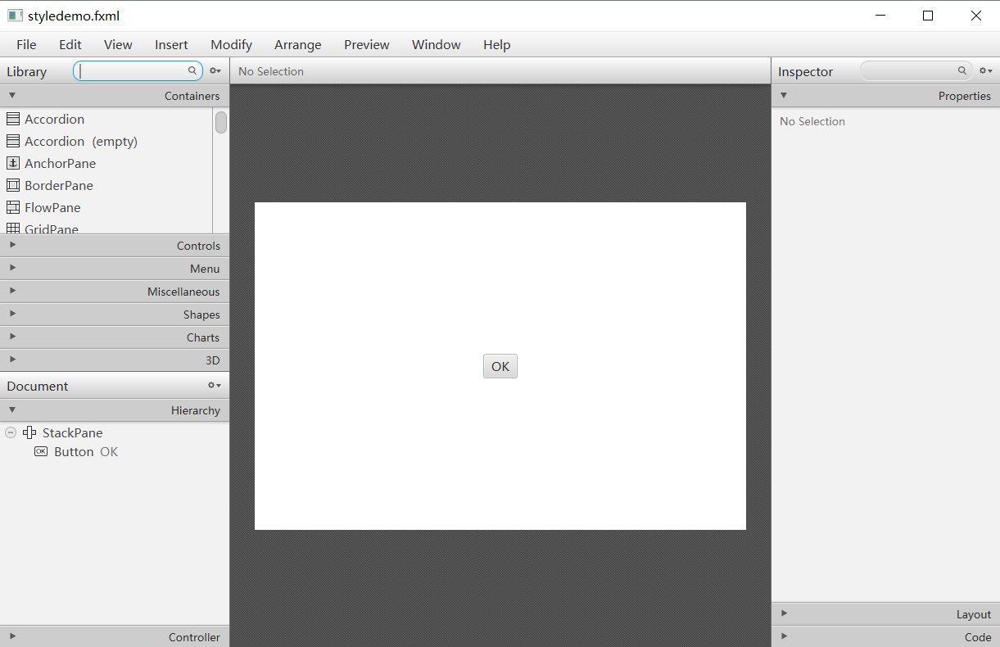 styledemo.fxml
File Edit View Insert Modify Arrange Preview Window Help
Library
No Selection
Inspector
Containers
Properties
Accordion
No Selection
Accordion (empty)
AnchorPane
BorderPane
FlowPane
GridPane
Controls
Menu
Miscellaneous
Shapes
Charts
3D
OK
Document
Hierarchy
StackPane
OK Button OK
Layout
Controller
Code